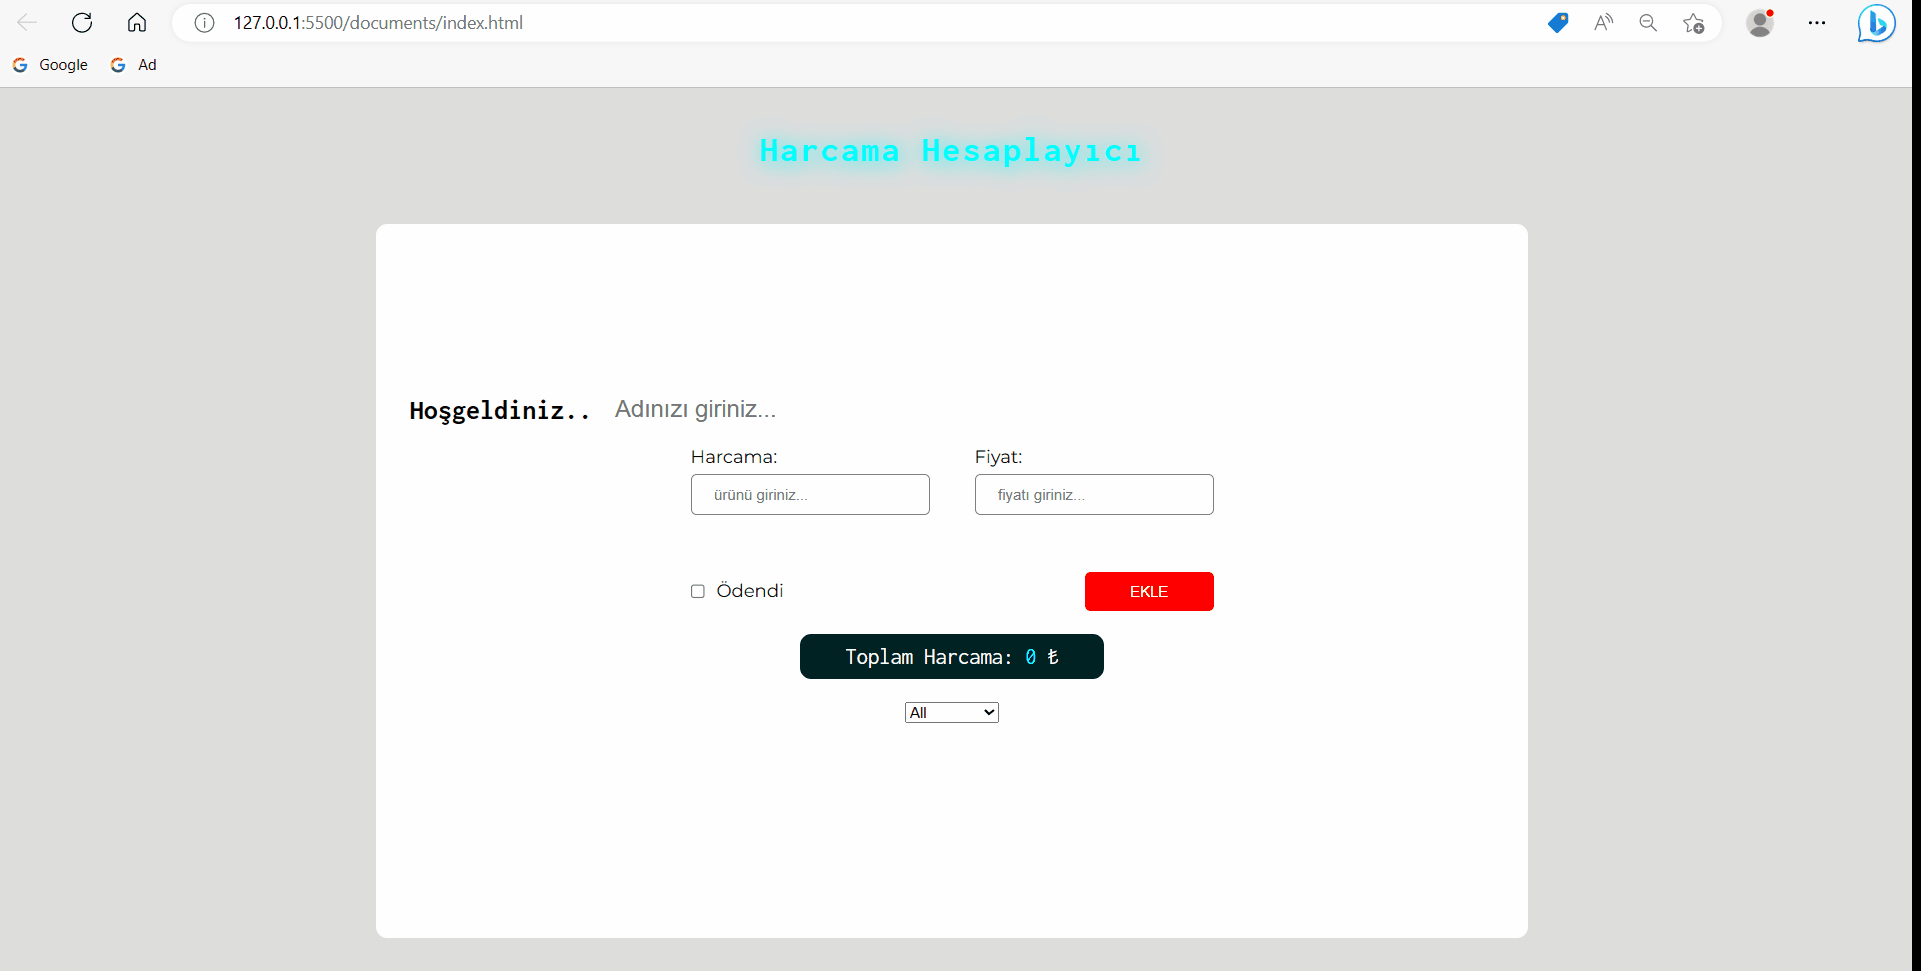 127.0.0.1:5500/documents/index.html
Google Ad
Harcama Hesaplayıcı
Hoşgeldiniz.. Adınızı giriniz...
Harcama: Fiyat:
ürünü giriniz... fiyatı giriniz...
Ödendi EKLE
Toplam Harcama: 0 ₺
All